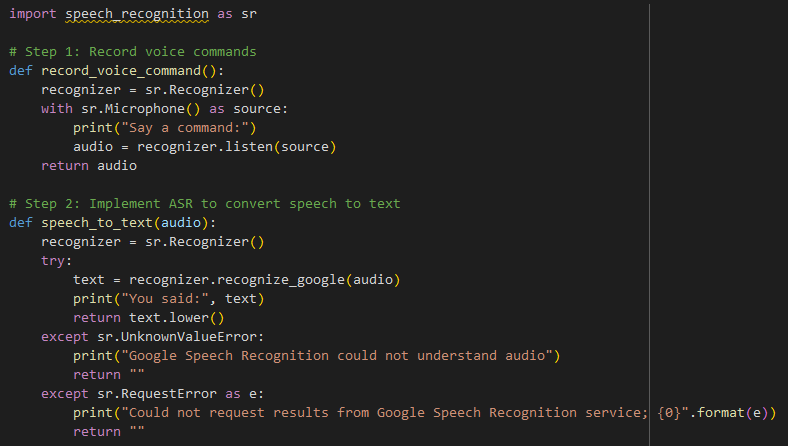 import speech_recognition as sr

# Step 1: Record voice commands
def record_voice_command():
    recognizer = sr.Recognizer()
    with sr.Microphone() as source:
        print("Say a command:")
        audio = recognizer.listen(source)
    return audio

# Step 2: Implement ASR to convert speech to text
def speech_to_text(audio):
    recognizer = sr.Recognizer()
    try:
        text = recognizer.recognize_google(audio)
        print("You said:", text)
        return text.lower()
    except sr.UnknownValueError:
        print("Google Speech Recognition could not understand audio")
        return ""
    except sr.RequestError as e:
        print("Could not request results from Google Speech Recognition service; {0}".format(e))
        return ""